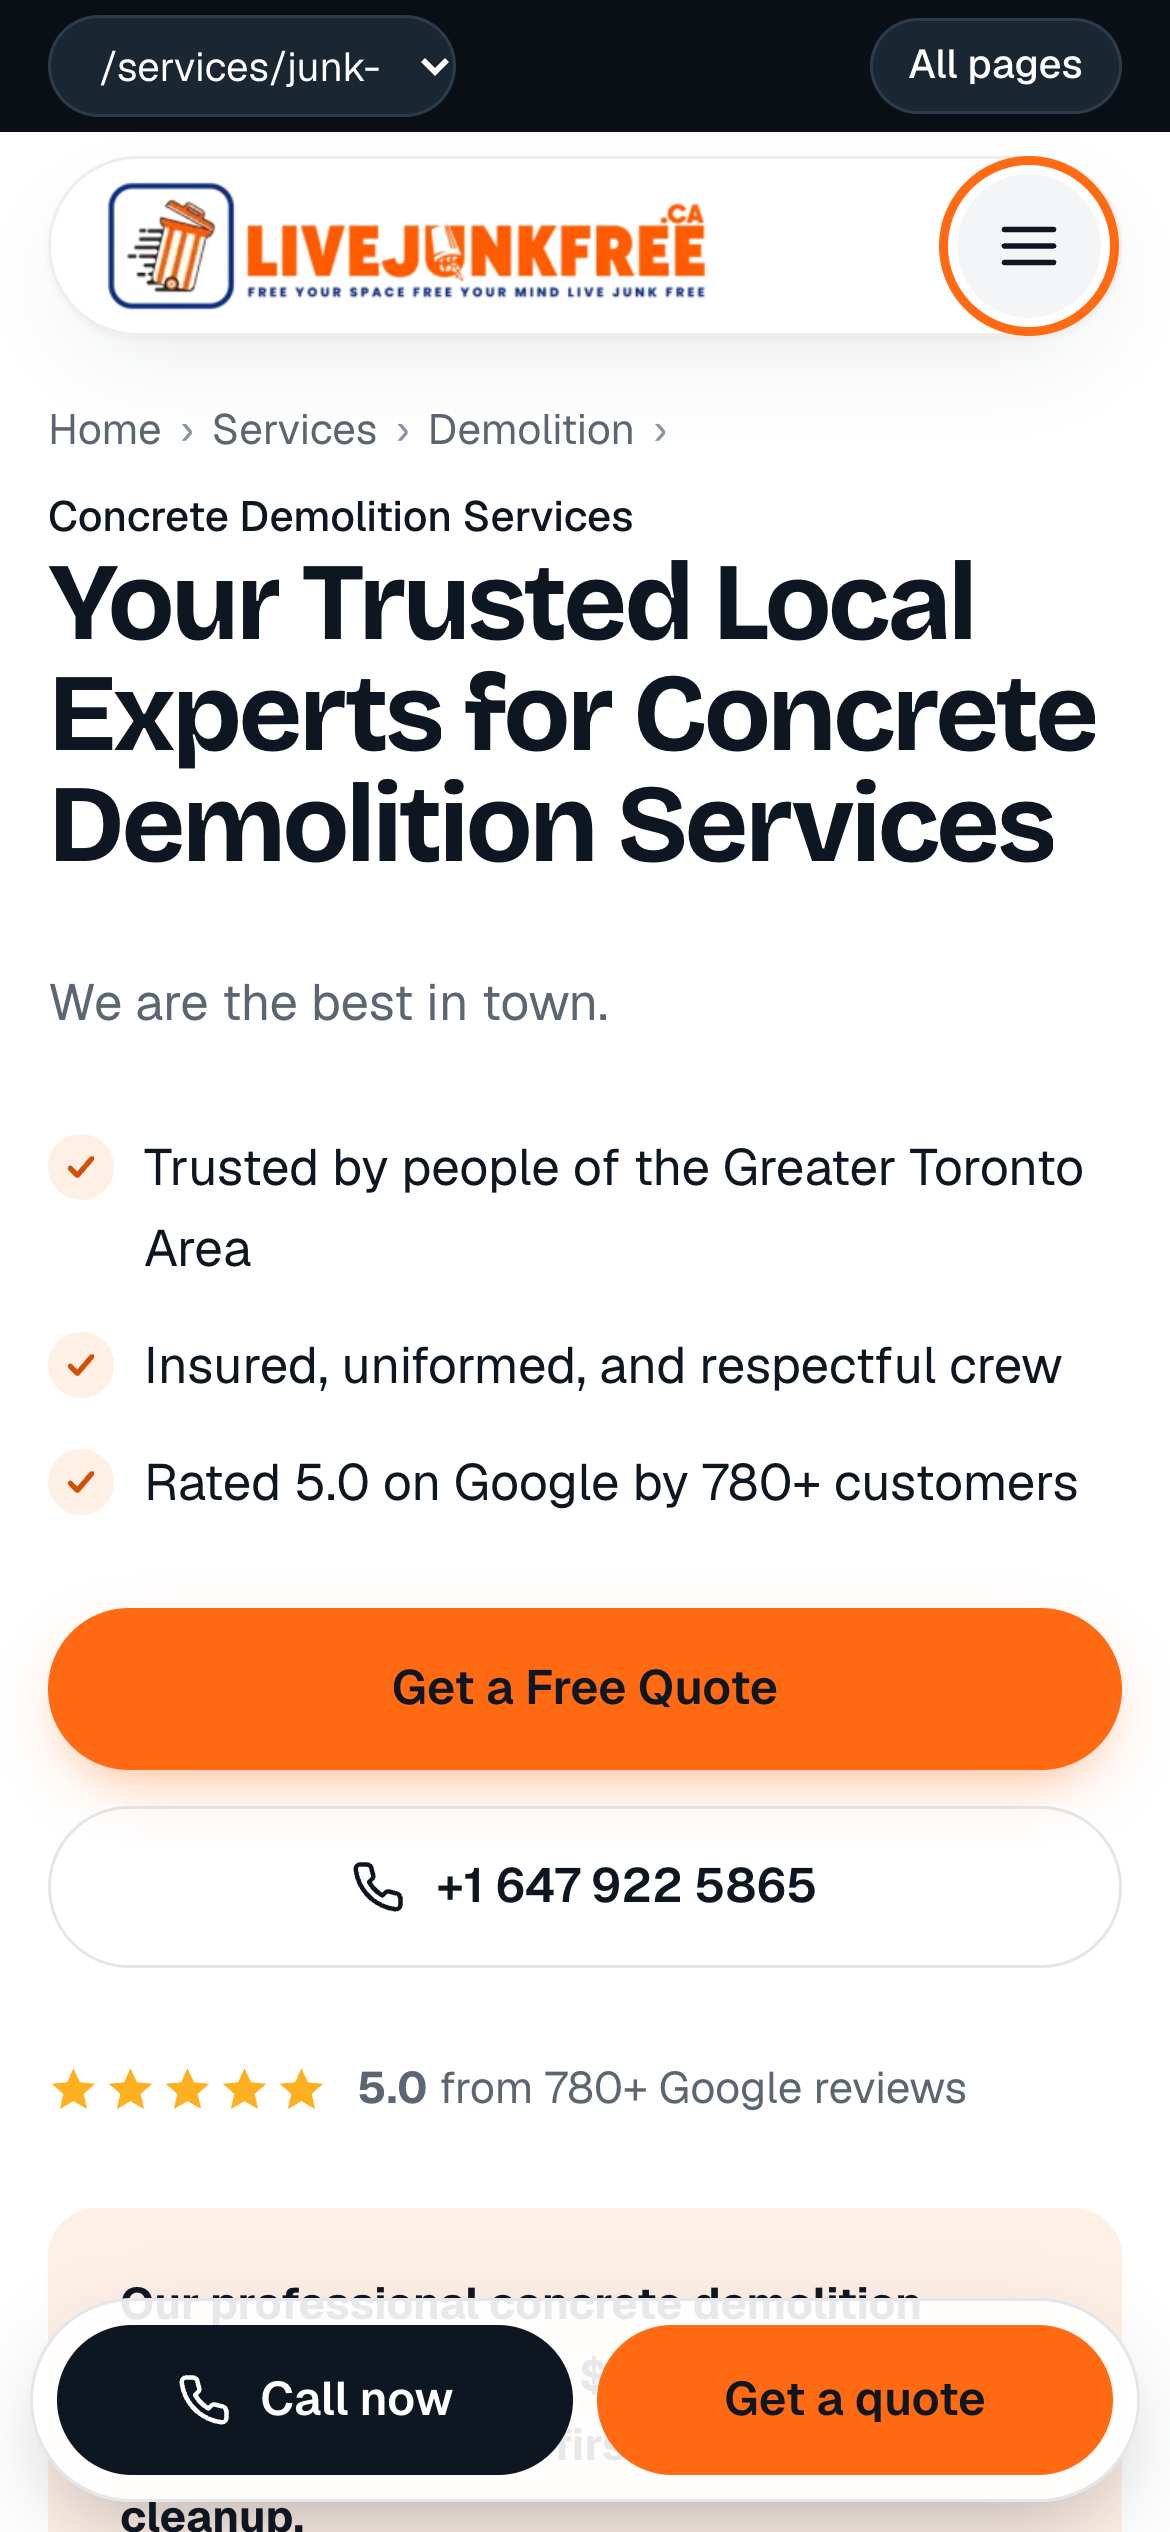 /services/junk-
All pages
LIVEJUNKFREE
.CA
FREE YOUR SPACE FREE YOUR MIND LIVE JUNK FREE
Home › Services › Demolition ›
Concrete Demolition Services
Your Trusted Local
Experts for Concrete
Demolition Services
We are the best in town.
Trusted by people of the Greater Toronto
Area
Insured, uniformed, and respectful crew
Rated 5.0 on Google by 780+ customers
Get a Free Quote
+1 647 922 5865
5.0 from 780+ Google reviews
Our professional concrete demolition
$
Call now
Get a quote
cleanup.